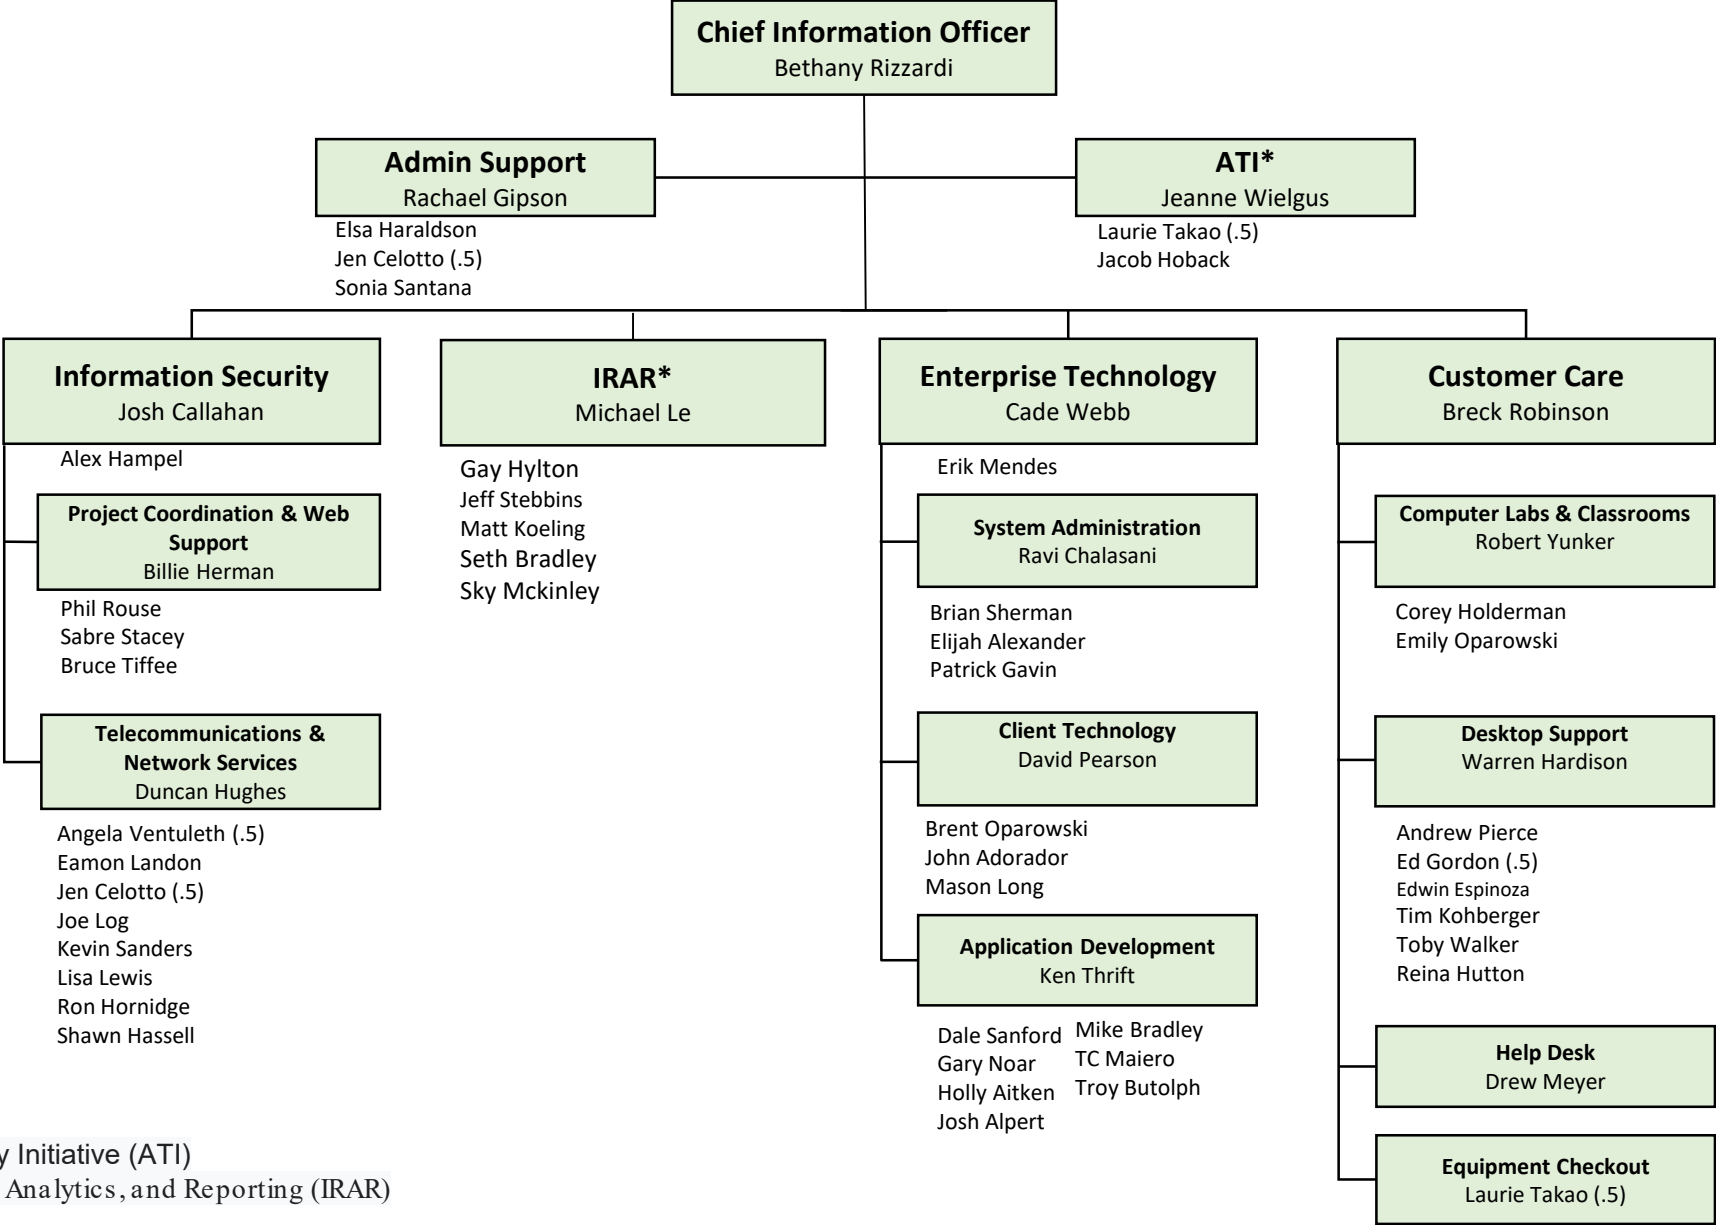 Chief Information Officer
Bethany Rizzardi
Admin Support
Rachael Gipson
Elsa Haraldson
Jen Celotto (.5)
Sonia Santana
ATI*
Jeanne Wielgus
Laurie Takao (.5)
Jacob Hoback
Information Security
Josh Callahan
Alex Hampel
Project Coordination & Web
Support
Billie Herman
Phil Rouse
Sabre Stacey
Bruce Tiffee
Telecommunications &
Network Services
Duncan Hughes
Angela Ventuleth (.5)
Eamon Landon
Jen Celotto (.5)
Joe Log
Kevin Sanders
Lisa Lewis
Ron Hornidge
Shawn Hassell
IRAR*
Michael Le
Gay Hylton
Jeff Stebbins
Matt Koeling
Seth Bradley
Sky Mckinley
Enterprise Technology
Cade Webb
Erik Mendes
System Administration
Ravi Chalasani
Brian Sherman
Elijah Alexander
Patrick Gavin
Client Technology
David Pearson
Brent Oparowski
John Adorador
Mason Long
Application Development
Ken Thrift
Dale Sanford
Gary Noar
Holly Aitken
Josh Alpert
Mike Bradley
TC Maiero
Troy Butolph
Customer Care
Breck Robinson
Computer Labs & Classrooms
Robert Yunker
Corey Holderman
Emily Oparowski
Desktop Support
Warren Hardison
Andrew Pierce
Ed Gordon (.5)
Edwin Espinoza
Tim Kohberger
Toby Walker
Reina Hutton
Help Desk
Drew Meyer
Equipment Checkout
Laurie Takao (.5)
y Initiative (ATI)
Analytics, and Reporting (IRAR)